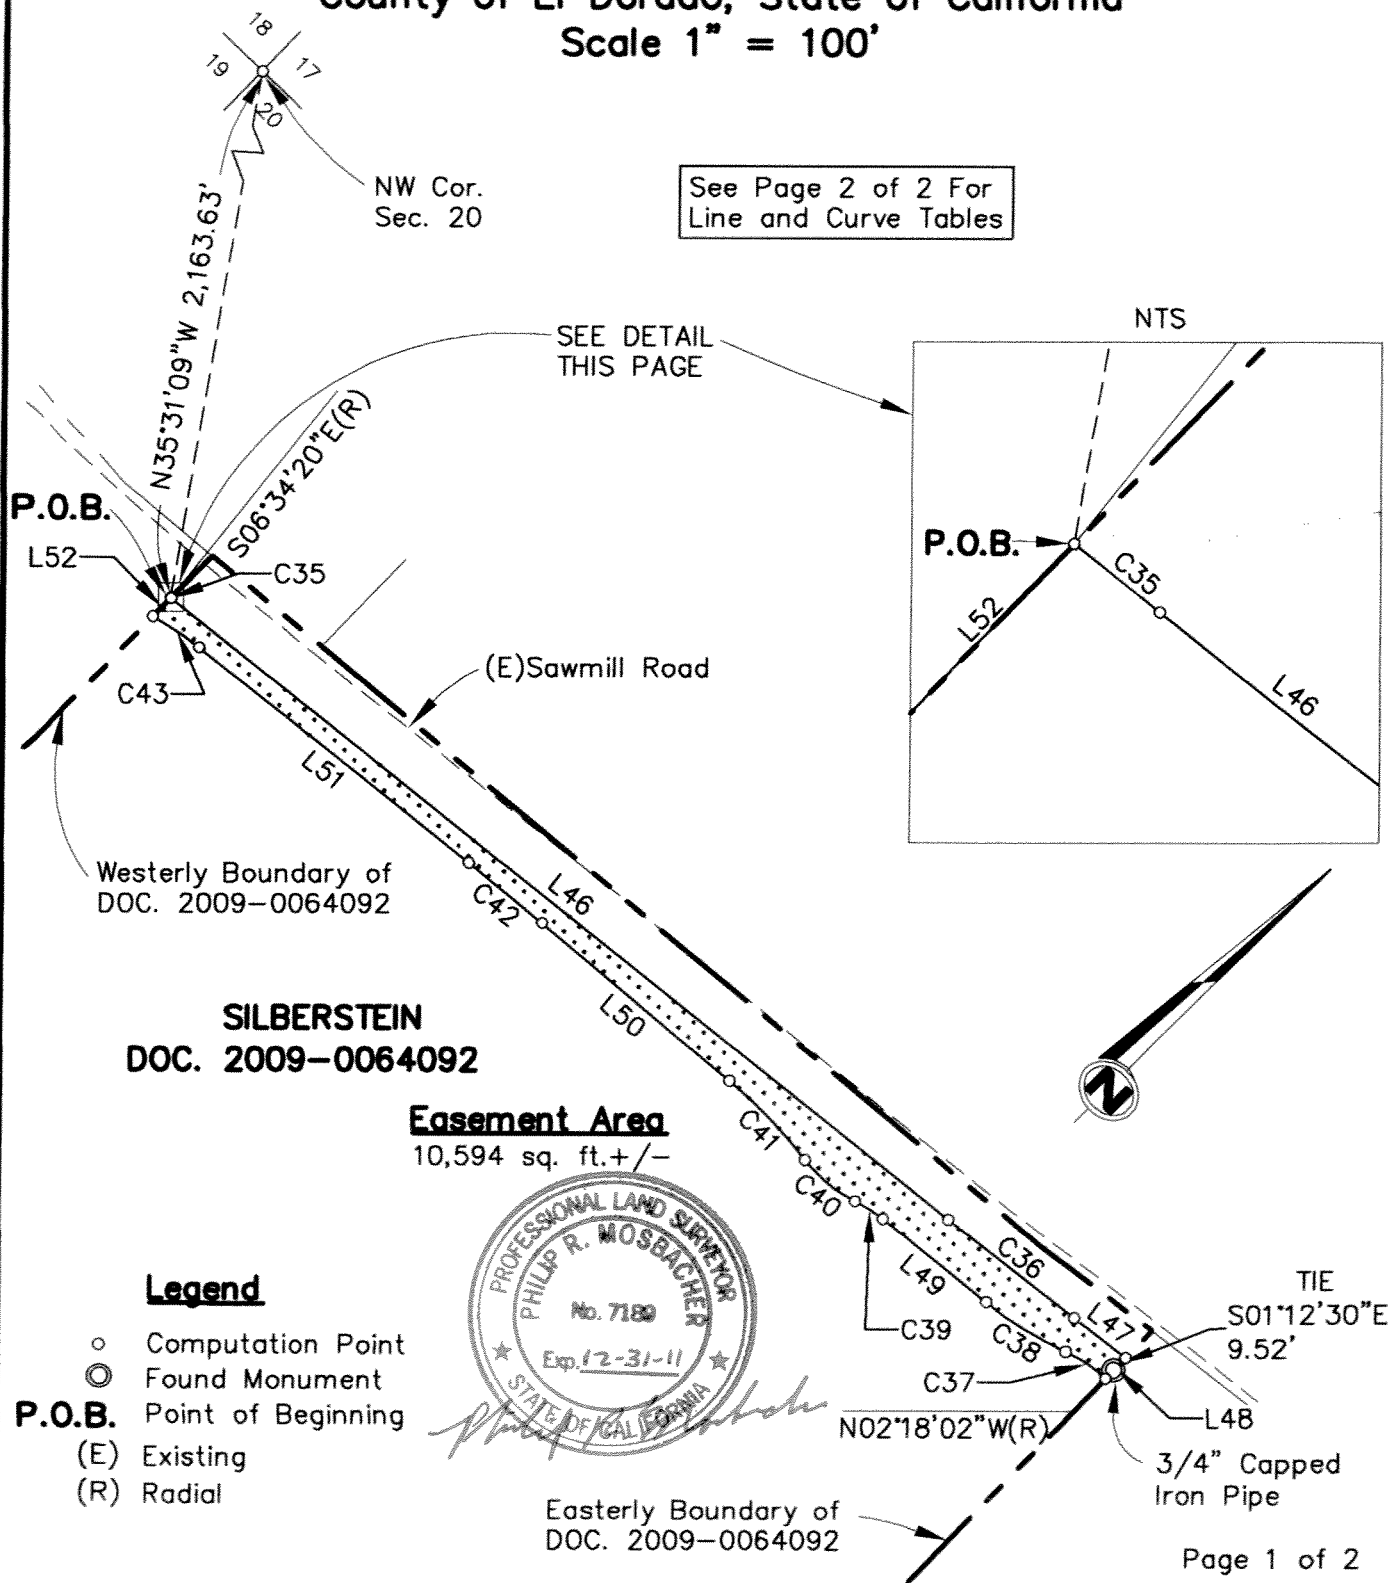 County of El Dorado, State of California
Scale 1" = 100'
18
19
17
20
NW Cor.
Sec. 20
See Page 2 of 2 For
Line and Curve Tables
N35°31'09"W 2,163.63'
SEE DETAIL
THIS PAGE
NTS
S06°34'20"E(R)
P.O.B.
L52
C35
C43
(E)Sawmill Road
P.O.B.
C35
L52
L46
L51
Westerly Boundary of
DOC. 2009-0064092
L46
C42
L50
SILBERSTEIN
DOC. 2009-0064092
N
Easement Area
10,594 sq. ft.+/-
C41
C40
C36
L49
C39
L47
C38
C37
TIE
S01°12'30"E
9.52'
L48
N02°18'02"W(R)
3/4" Capped
Iron Pipe
PROFESSIONAL LAND SURVEYOR
PHILIP R. MOSBACHER
No. 7189
Exp. 12-31-11
STATE OF CALIFORNIA
Legend
Computation Point
Found Monument
P.O.B. Point of Beginning
(E) Existing
(R) Radial
Easterly Boundary of
DOC. 2009-0064092
Page 1 of 2